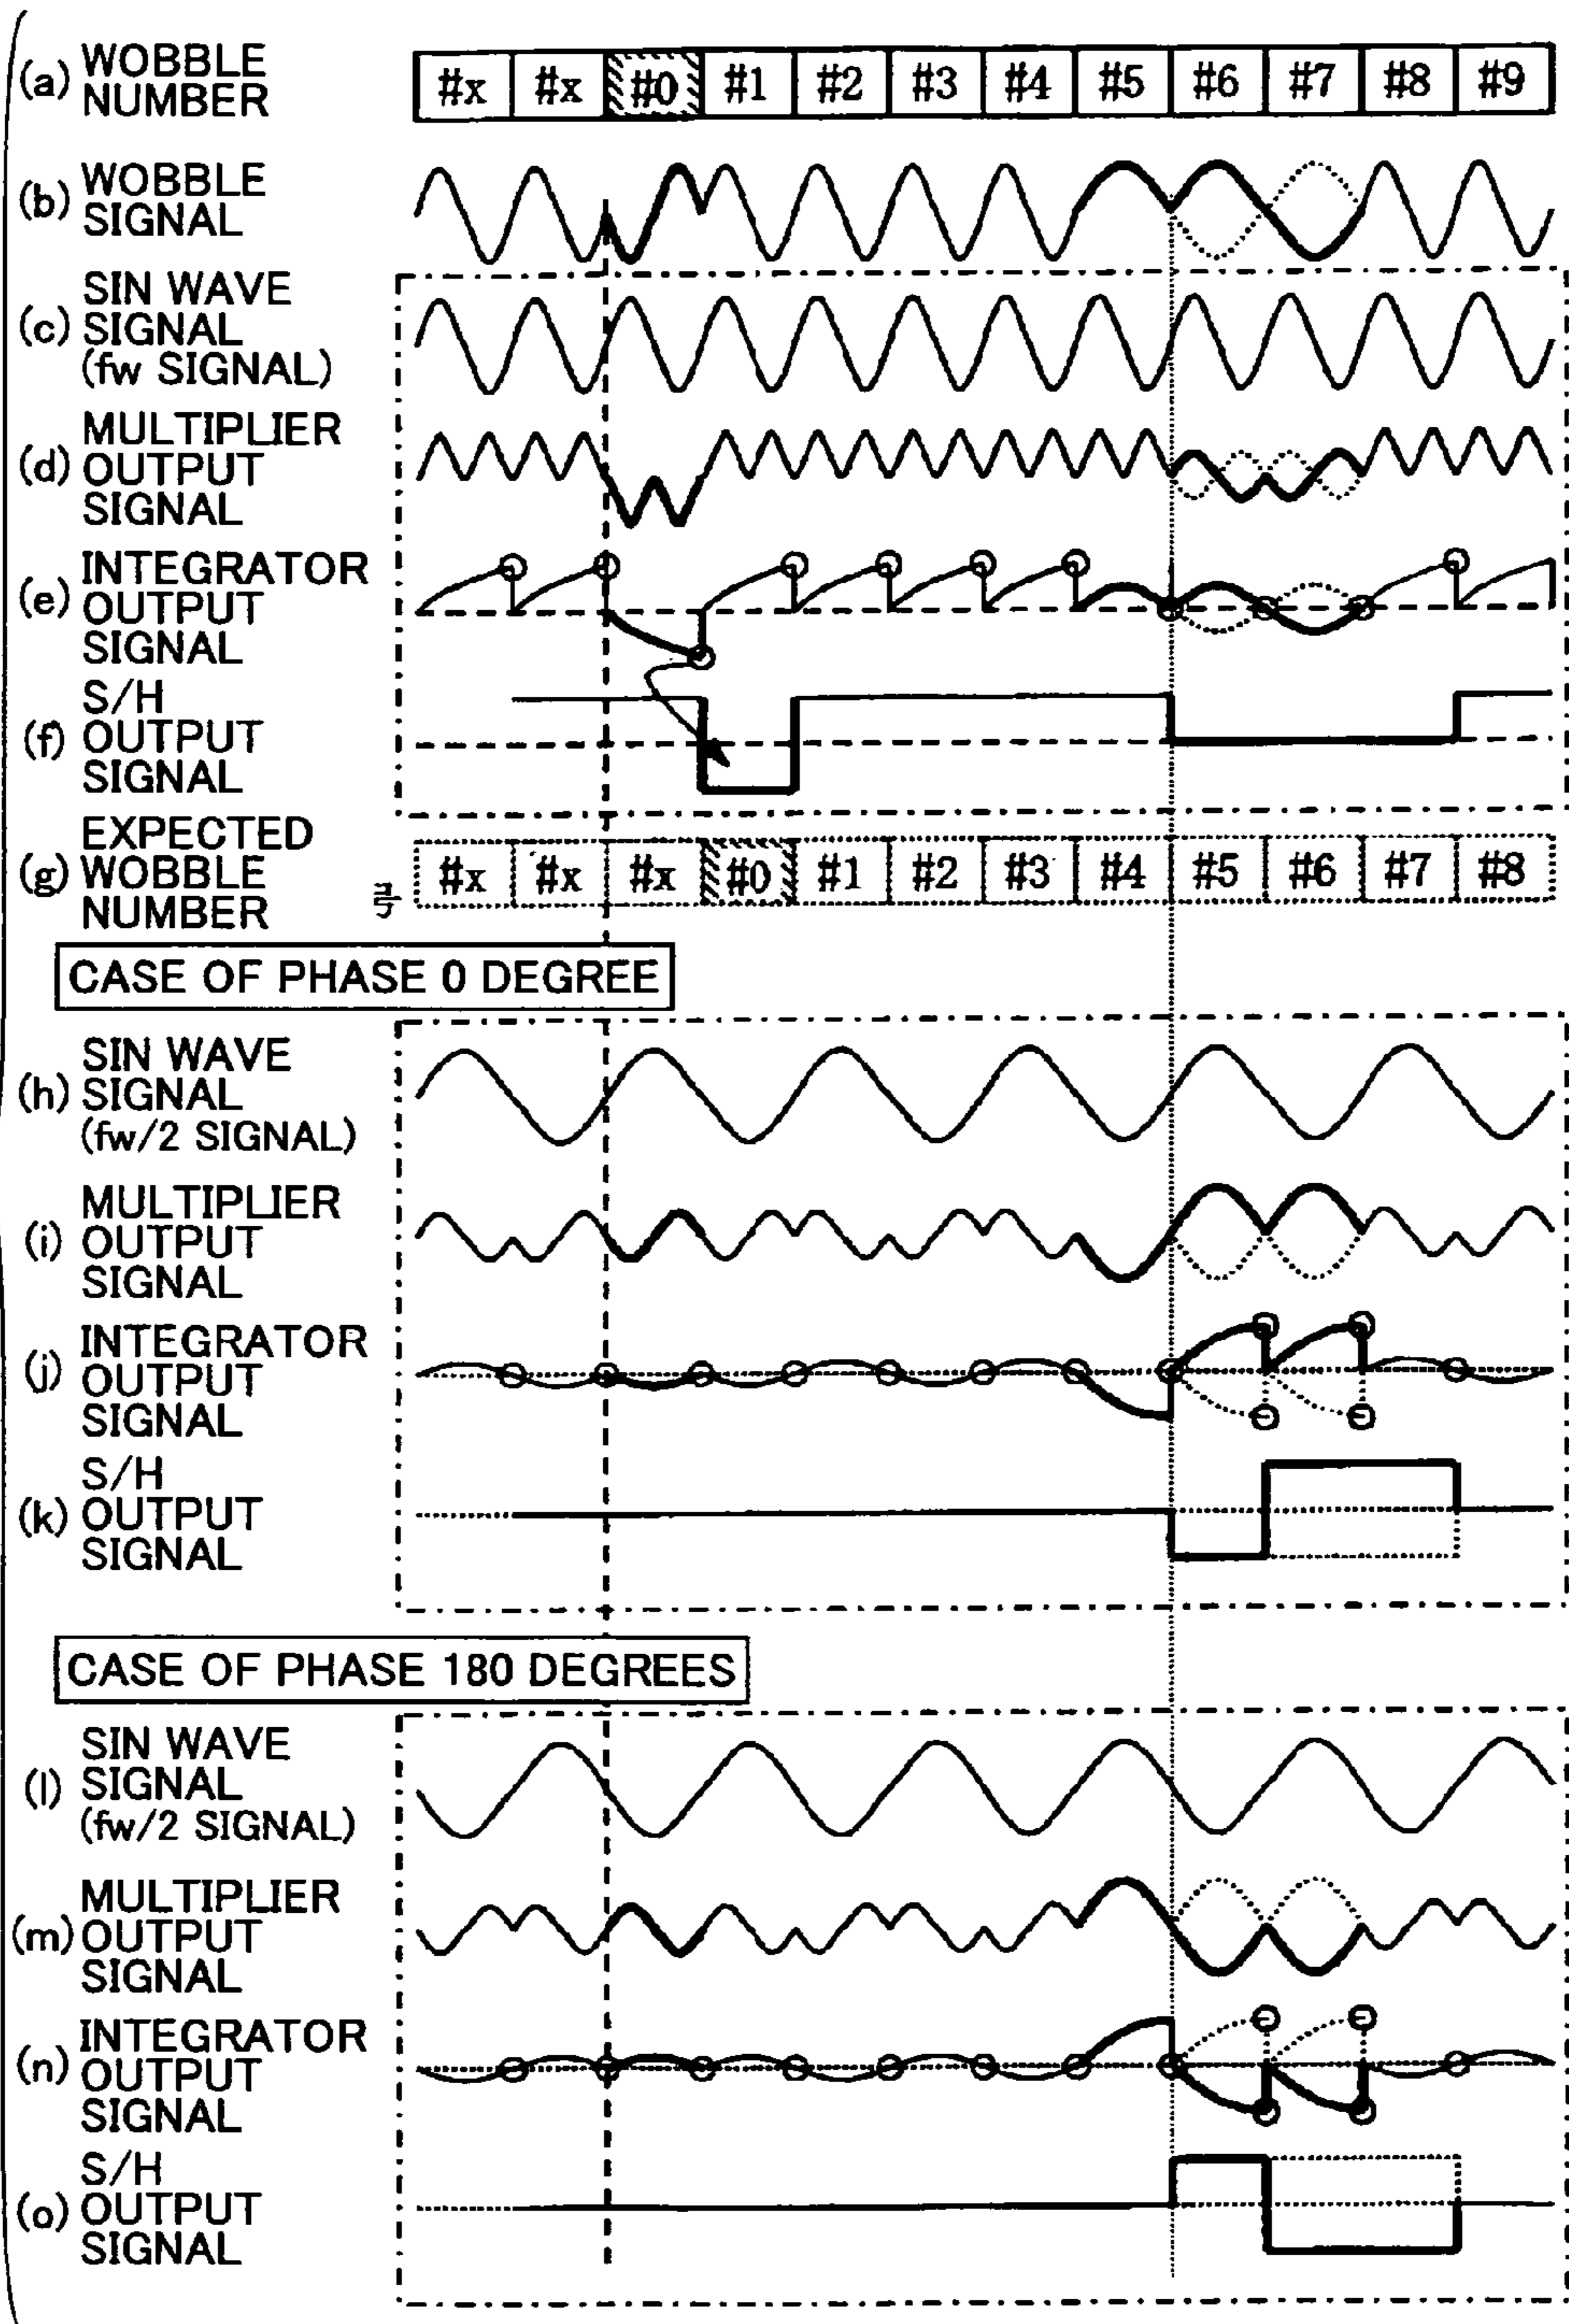 (a) WOBBLE
NUMBER
#x #x #0 #1 #2 #3 #4 #5 #6 #7 #8 #9
(b) WOBBLE
SIGNAL
(c) SIN WAVE
SIGNAL
(fw SIGNAL)
(d) MULTIPLIER
OUTPUT
SIGNAL
(e) INTEGRATOR
OUTPUT
SIGNAL
(f) S/H
OUTPUT
SIGNAL
(g) EXPECTED
WOBBLE
NUMBER
#x #x #x #0 #1 #2 #3 #4 #5 #6 #7 #8
CASE OF PHASE 0 DEGREE
(h) SIN WAVE
SIGNAL
(fw/2 SIGNAL)
(i) MULTIPLIER
OUTPUT
SIGNAL
(j) INTEGRATOR
OUTPUT
SIGNAL
(k) S/H
OUTPUT
SIGNAL
CASE OF PHASE 180 DEGREES
(l) SIN WAVE
SIGNAL
(fw/2 SIGNAL)
(m) MULTIPLIER
OUTPUT
SIGNAL
(n) INTEGRATOR
OUTPUT
SIGNAL
(o) S/H
OUTPUT
SIGNAL